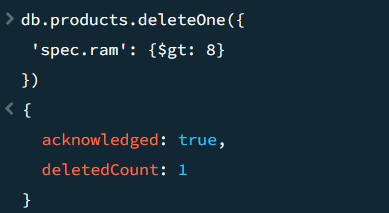 > db.products.deleteOne({
'spec.ram': {$gt: 8}
})
< {
acknowledged: true,
deletedCount: 1
}